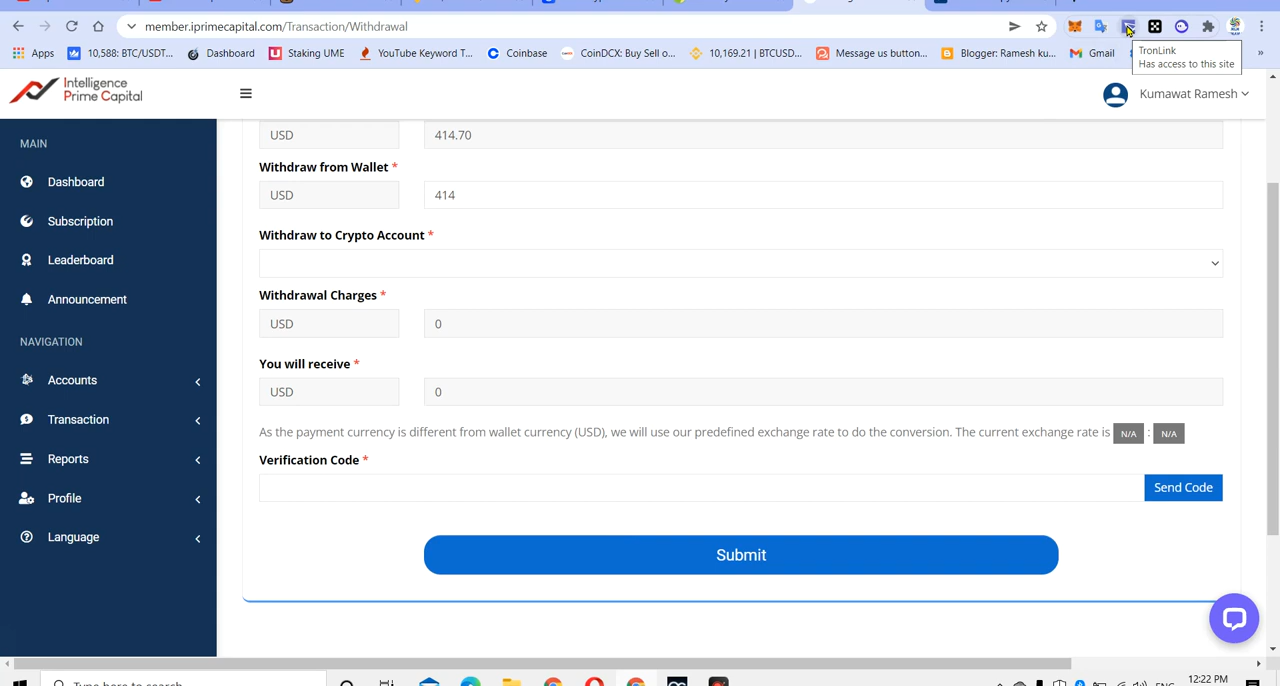 member.iprimecapital.com/Transaction/Withdrawal
Apps
10,588: BTC/USDT...
Dashboard
Staking UME
YouTube Keyword T...
Coinbase
CoinDCX: Buy Sell o...
10,169.21 | BTCUSD...
Message us button...
Blogger: Ramesh ku...
Gmail
»
TronLink
Has access to this site
Intelligence
Prime Capital
Kumawat Ramesh
MAIN
Dashboard
Subscription
Leaderboard
Announcement
NAVIGATION
Accounts
Transaction
Reports
Profile
Language
USD
414.70
Withdraw from Wallet *
USD
414
Withdraw to Crypto Account *
Withdrawal Charges *
USD
0
You will receive *
USD
0
As the payment currency is different from wallet currency (USD), we will use our predefined exchange rate to do the conversion. The current exchange rate is N/A : N/A
Verification Code *
Send Code
Submit
Type here to search
ENG
12:22 PM